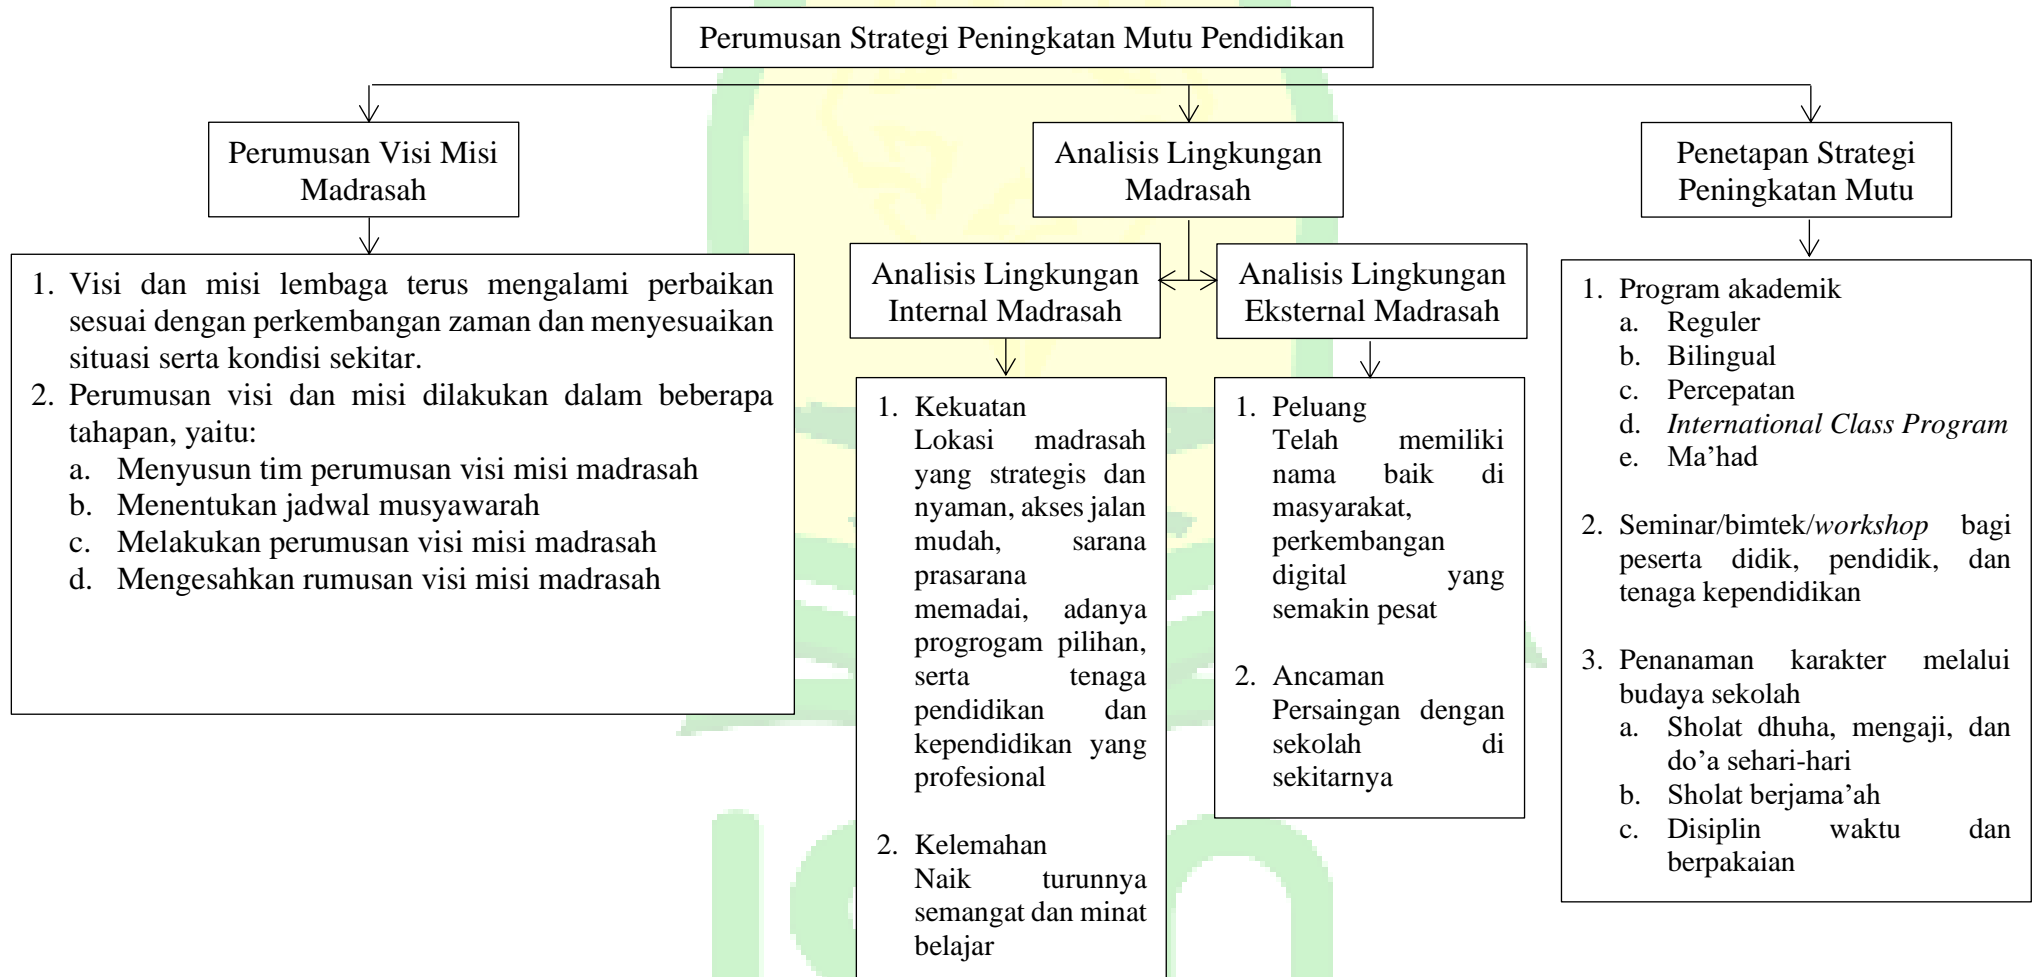 Perumusan Strategi Peningkatan Mutu Pendidikan
Perumusan Visi Misi
Madrasah
1. Visi dan misi lembaga terus mengalami perbaikan
sesuai dengan perkembangan zaman dan menyesuaikan
situasi serta kondisi sekitar.
2. Perumusan visi dan misi dilakukan dalam beberapa
tahapan, yaitu:
a. Menyusun tim perumusan visi misi madrasah
b. Menentukan jadwal musyawarah
c. Melakukan perumusan visi misi madrasah
d. Mengesahkan rumusan visi misi madrasah
Analisis Lingkungan
Madrasah
Analisis Lingkungan
Internal Madrasah
1. Kekuatan
Lokasi madrasah
yang strategis dan
nyaman, akses jalan
mudah, sarana
prasarana
memadai, adanya
progrogam pilihan,
serta tenaga
pendidikan dan
kependidikan yang
profesional
2. Kelemahan
Naik turunnya
semangat dan minat
belajar
Analisis Lingkungan
Eksternal Madrasah
1. Peluang
Telah memiliki
nama baik di
masyarakat,
perkembangan
digital yang
semakin pesat
2. Ancaman
Persaingan dengan
sekolah di
sekitarnya
Penetapan Strategi
Peningkatan Mutu
1. Program akademik
a. Reguler
b. Bilingual
c. Percepatan
d. International Class Program
e. Ma’had
2. Seminar/bimtek/workshop bagi
peserta didik, pendidik, dan
tenaga kependidikan
3. Penanaman karakter melalui
budaya sekolah
a. Sholat dhuha, mengaji, dan
do’a sehari-hari
b. Sholat berjama’ah
c. Disiplin waktu dan
berpakaian